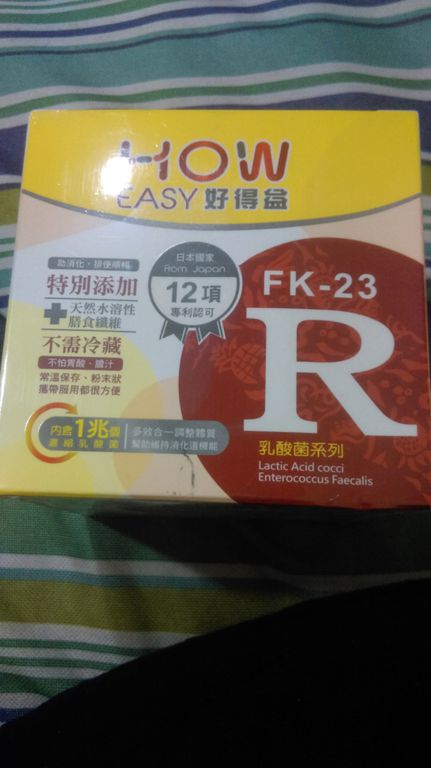 HOW
EASY 好得益
助消化、排便順暢
特別添加
+天然水溶性
膳食纖維
不需冷藏
不怕胃酸、膽汁
常溫保存、粉末狀
攜帶服用都很方便
日本國家
From Japan
12項
專利認可
FK-23
R
乳酸菌系列
Lactic Acid cocci
Enterococcus Faecalis
內含1兆個
濃縮乳酸菌
多效合一調整體質
幫助維持消化道機能